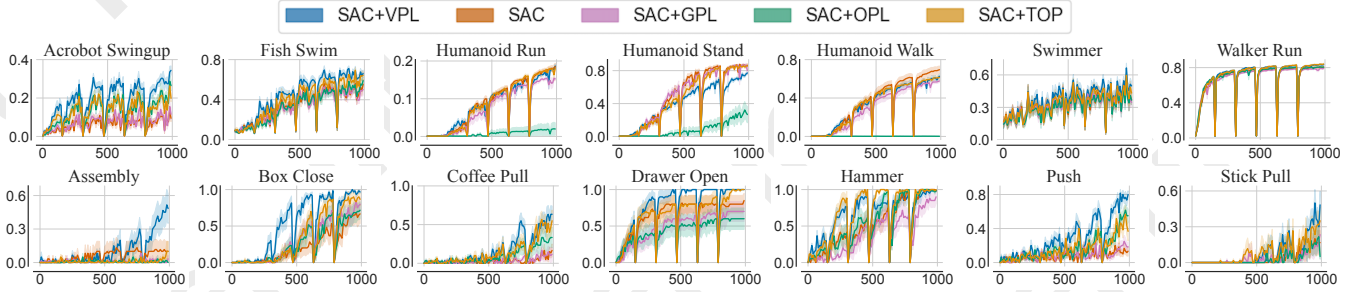 SAC+VPL SAC SAC+GPL SAC+OPL SAC+TOP
Acrobot Swingup Fish Swim Humanoid Run Humanoid Stand Humanoid Walk Swimmer Walker Run
0.4 0.8 0.2 0.8 0.8 0.6 0.8
0.2 0.4 0.1 0.4 0.4 0.3 0.4
0.0 0.0 0.0 0.0 0.0 0.0 0.0
0 500 1000 0 500 1000 0 500 1000 0 500 1000 0 500 1000 0 500 1000 0 500 1000
Assembly Box Close Coffee Pull Drawer Open Hammer Push Stick Pull
0.6 1.0 1.0 1.0 1.0 1.0 0.6
0.3 0.5 0.5 0.5 0.5 0.5 0.3
0.0 0.0 0.0 0.0 0.0 0.0 0.0
0 500 1000 0 500 1000 0 500 1000 0 500 1000 0 500 1000 0 500 1000 0 500 1000